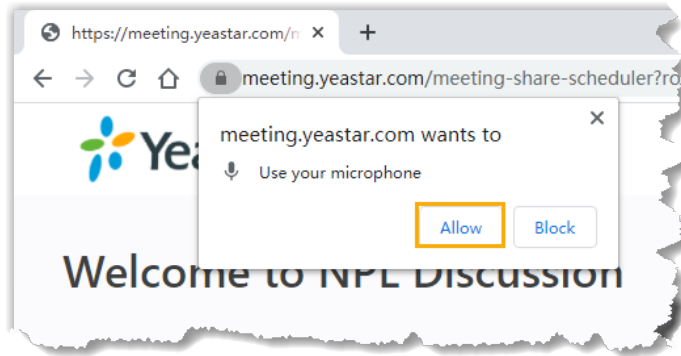 https://meeting.yeastar.com/m
meeting.yeastar.com/meeting-share-scheduler?ro
Yea
meeting.yeastar.com wants to
Use your microphone
Allow
Block
Welcome to NPL Discussion